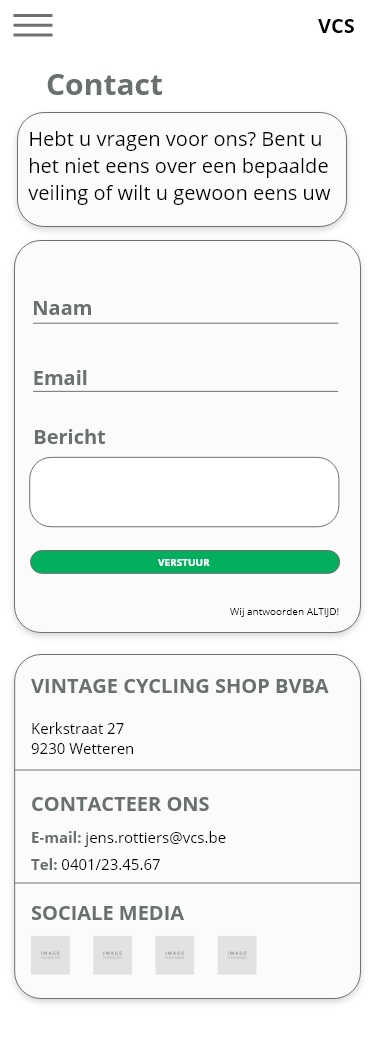 VCS
Contact
Hebt u vragen voor ons? Bent u
het niet eens over een bepaalde
veiling of wilt u gewoon eens uw
Naam
Email
Bericht
VERSTUUR
Wij antwoorden ALTIJD!
VINTAGE CYCLING SHOP BVBA
Kerkstraat 27
9230 Wetteren
CONTACTEER ONS
E-mail: jens.rottiers@vcs.be
Tel: 0401/23.45.67
SOCIALE MEDIA
IMAGE IMAGE IMAGE IMAGE